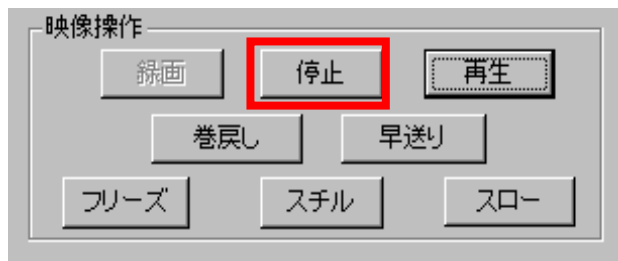 映像操作
録画 停止 再生
巻戻し 早送り
フリーズ スチル スロー